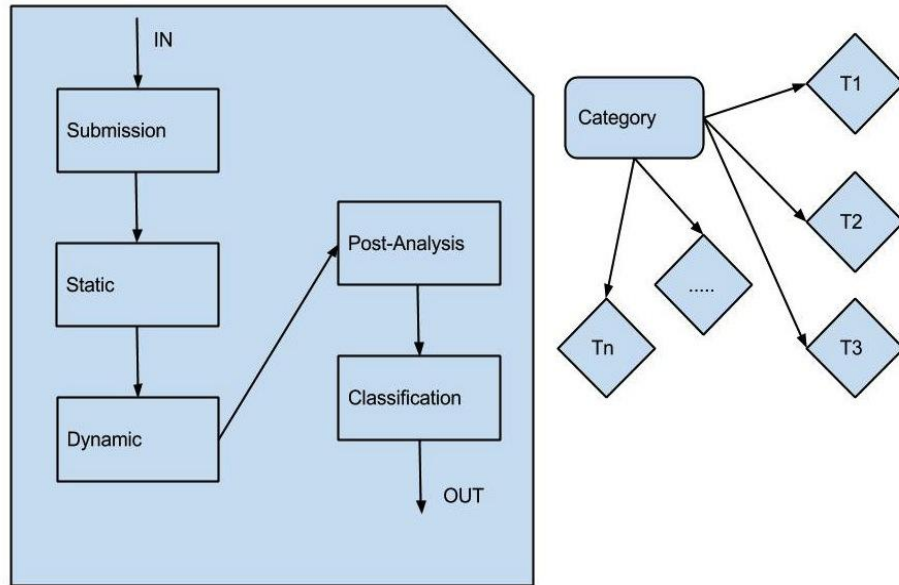 IN
Submission
Static
Dynamic
Post-Analysis
Classification
OUT
Category
T1
T2
T3
.....
Tn